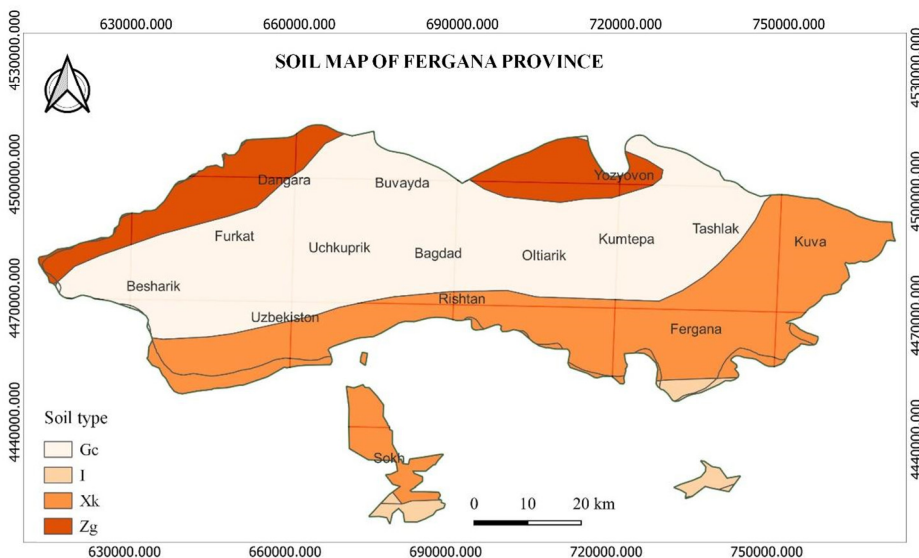 630000.000 660000.000 690000.000 720000.000 750000.000
SOIL MAP OF FERGANA PROVINCE
4530000.000 4530000.000
4500000.000 4500000.000
4470000.000 4470000.000
4440000.000 4440000.000
Dangara
Buvayda
Yozyovon
Furkat
Uchkuprik
Bagdad
Oltiarik
Kumtepa
Tashlak
Kuva
Besharik
Rishtan
Uzbekiston
Fergana
Sokh
Soil type
Gc
I
Xk
Zg
0 10 20 km
630000.000 660000.000 690000.000 720000.000 750000.000